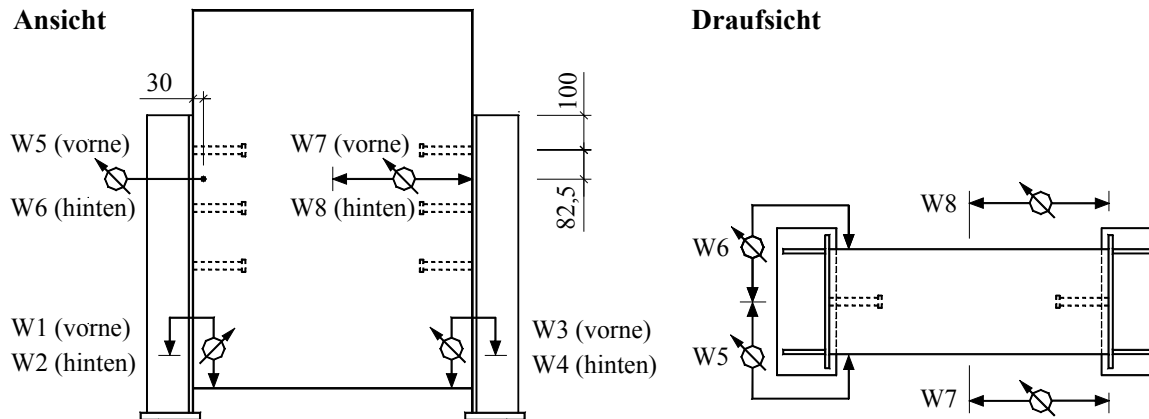 Ansicht
Draufsicht
30
100
W5 (vorne)
W7 (vorne)
W6 (hinten)
W8 (hinten)
82,5
W8
W6
W1 (vorne)
W3 (vorne)
W2 (hinten)
W4 (hinten)
W5
W7